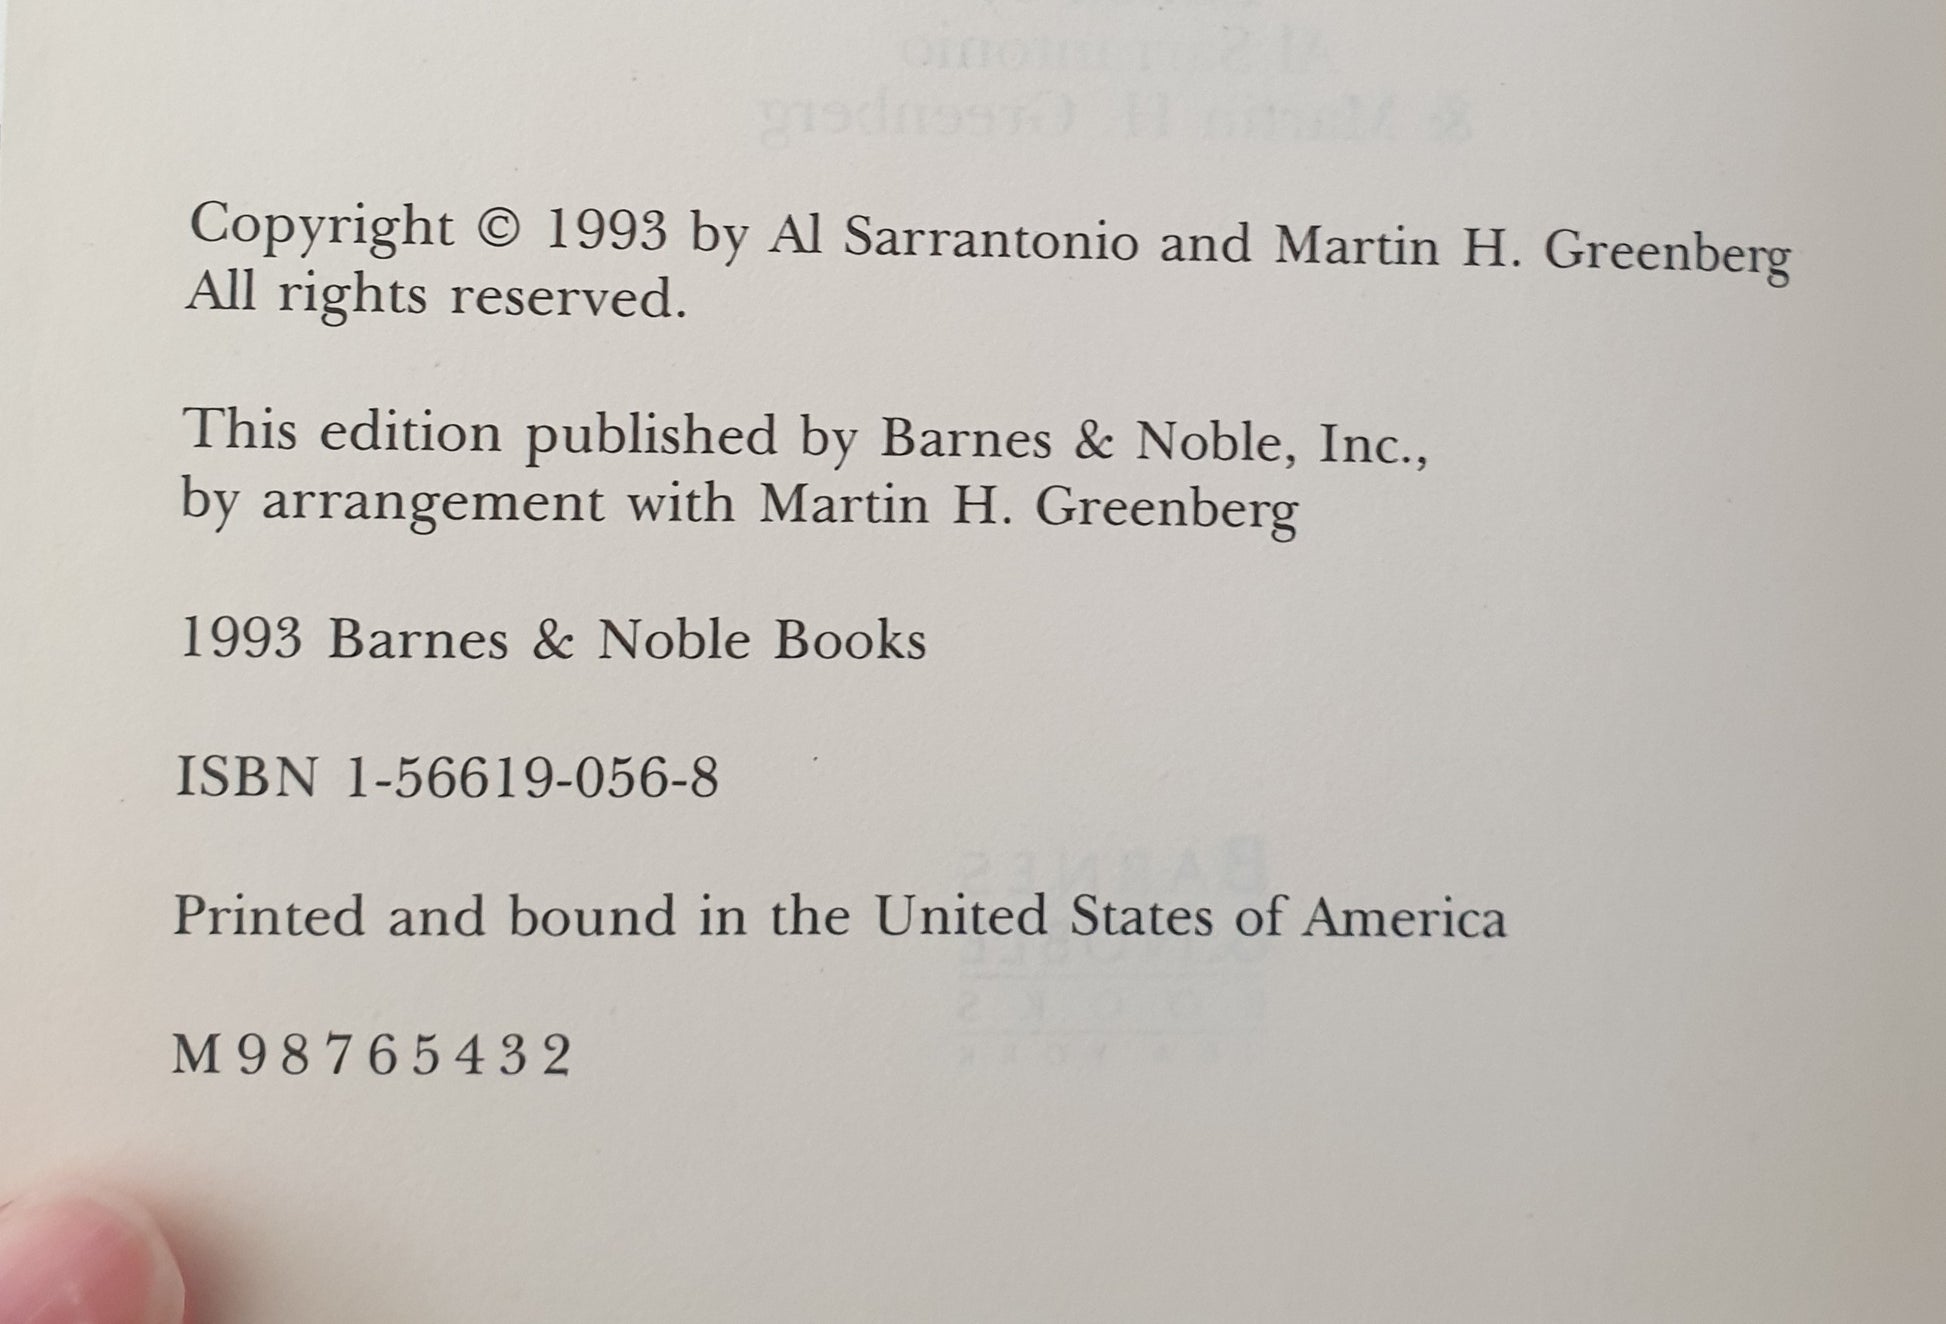 Copyright © 1993 by Al Sarrantonio and Martin H. Greenberg
All rights reserved.
This edition published by Barnes & Noble, Inc.,
by arrangement with Martin H. Greenberg
1993 Barnes & Noble Books
ISBN 1-56619-056-8
Printed and bound in the United States of America
M 9 8 7 6 5 4 3 2